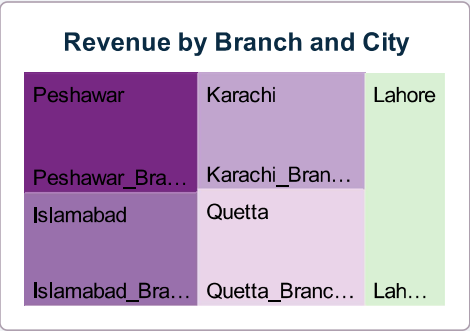 Revenue by Branch and City
Peshawar
Peshawar_Bra...
Karachi
Karachi_Bran...
Lahore
Lah...
Islamabad
Islamabad_Bra...
Quetta
Quetta_Branc...